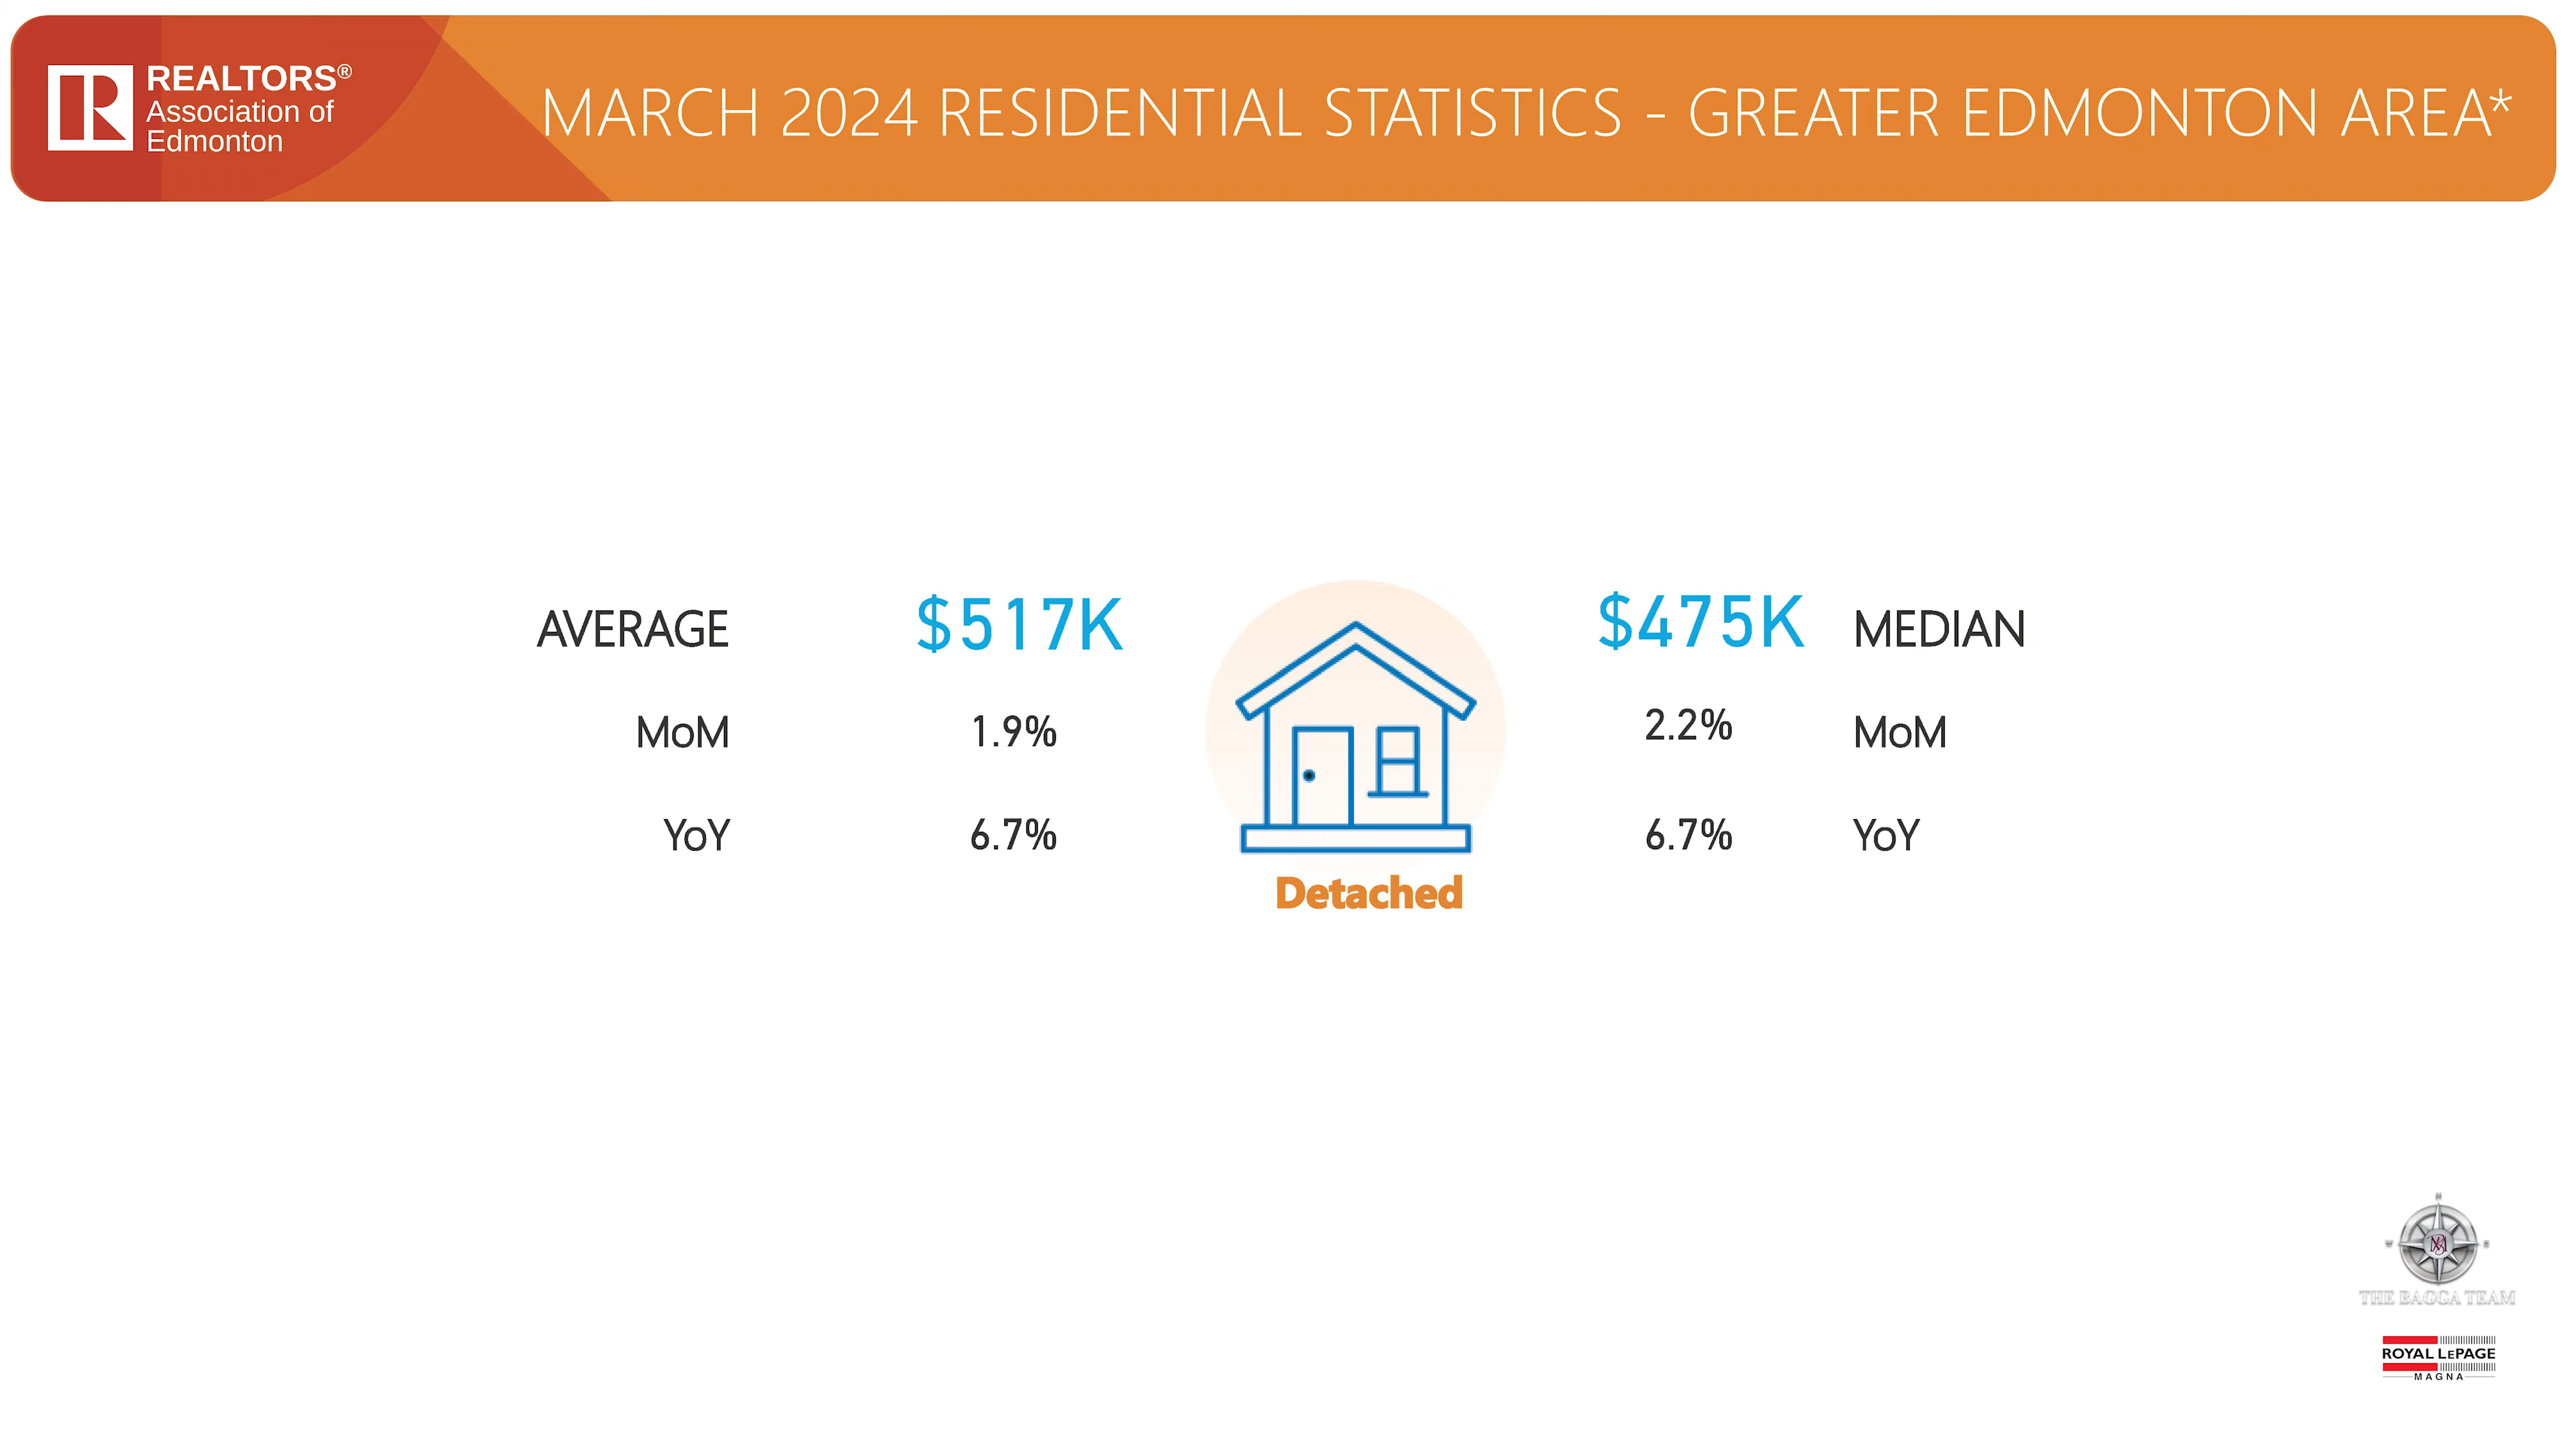 REALTORS®
Association of
Edmonton
MARCH 2024 RESIDENTIAL STATISTICS - GREATER EDMONTON AREA*
AVERAGE $517K $475K MEDIAN
MoM 1.9% 2.2% MoM
YoY 6.7% 6.7% YoY
Detached
N
W E
THE BAGGA TEAM
ROYAL LEPAGE
MAGNA